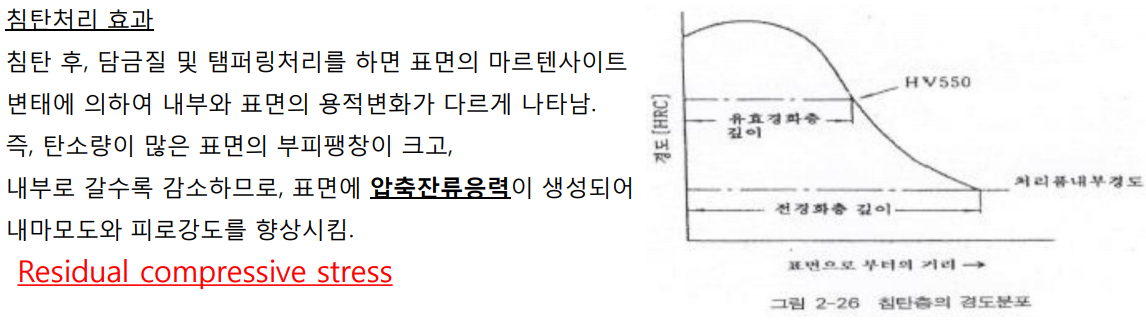 침탄처리 효과
침탄 후, 담금질 및 탬퍼링처리를 하면 표면의 마르텐사이트
변태에 의하여 내부와 표면의 용적변화가 다르게 나타남.
즉, 탄소량이 많은 표면의 부피팽창이 크고,
내부로 갈수록 감소하므로, 표면에 압축잔류응력이 생성되어
내마모도와 피로강도를 향상시킴.
Residual compressive stress
경도[HRC]
HV550
유효경화층
깊이
처리품내부경도
전경화층 깊이
표면으로 부터의 거리 →
그림 2-26 침탄층의 경도분포